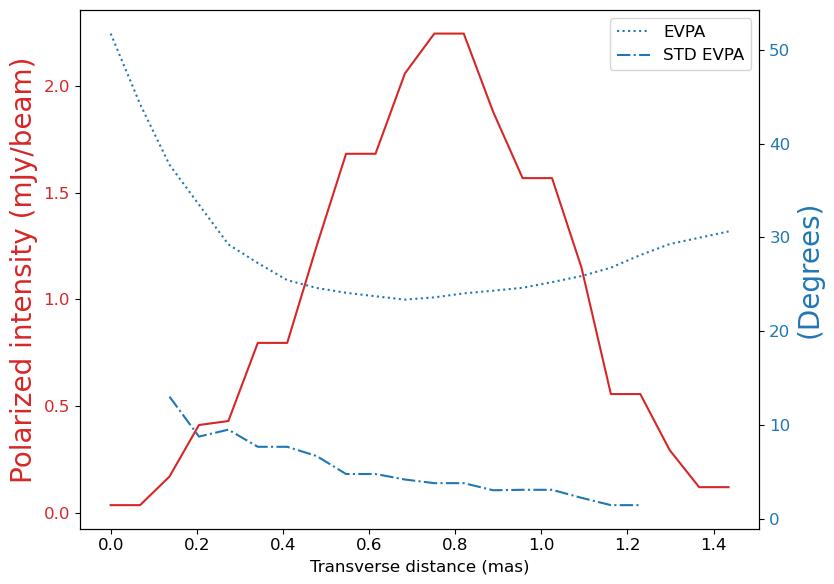 EVPA
STD EVPA
Polarized intensity (mJy/beam)
2.0
1.5
1.0
0.5
0.0
50
40
30
20
10
0
(Degrees)
0.0 0.2 0.4 0.6 0.8 1.0 1.2 1.4
Transverse distance (mas)